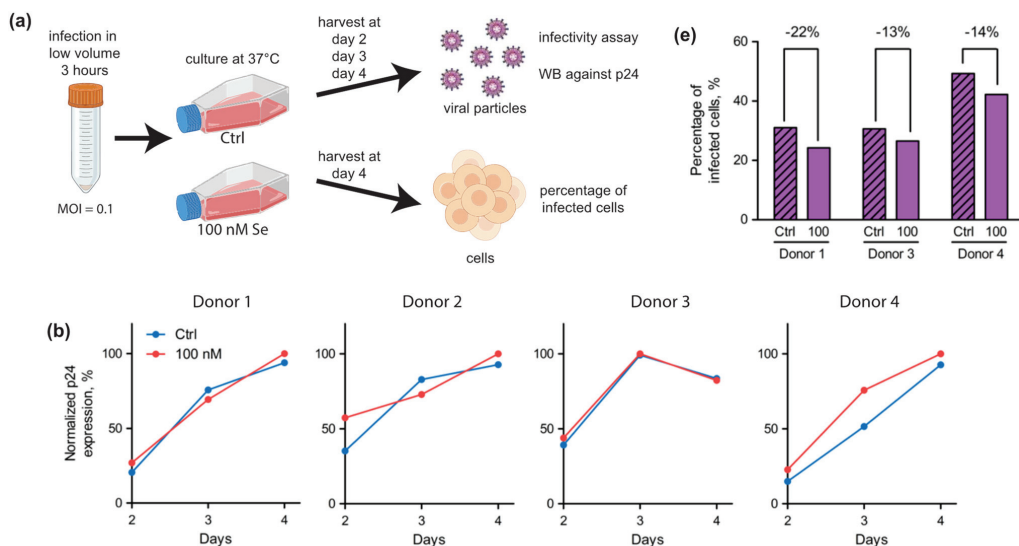 (a)
infection in
low volume
3 hours
MOI = 0.1
culture at 37°C
Ctrl
100 nM Se
harvest at
day 2
day 3
day 4
viral particles
infectivity assay
WB against p24
harvest at
day 4
cells
percentage of
infected cells
(e)
Percentage of
infected cells, %
60
40
20
0
-22%
-13%
-14%
Ctrl 100
Ctrl 100
Ctrl 100
Donor 1
Donor 3
Donor 4
(b)
Donor 1
Normalized p24
expression, %
Ctrl
100 nM
100
50
0
2 3 4
Days
Donor 2
100
50
0
2 3 4
Days
Donor 3
100
50
0
2 3 4
Days
Donor 4
100
50
0
2 3 4
Days